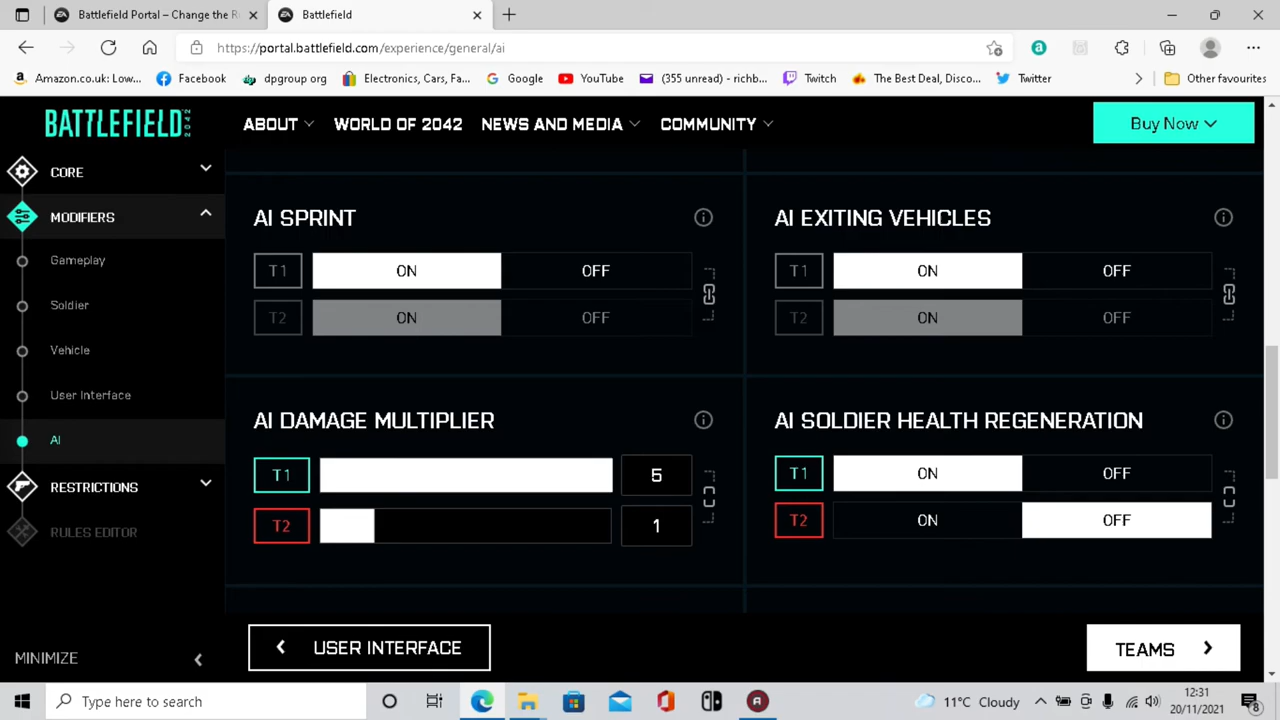 Battlefield Portal – Change the R
Battlefield
https://portal.battlefield.com/experience/general/ai
Amazon.co.uk: Low...
Facebook
dpgroup org
Electronics, Cars, Fa...
Google
YouTube
(355 unread) - richb...
Twitch
The Best Deal, Disco...
Twitter
Other favourites
BATTLEFIELD 2042
ABOUT
WORLD OF 2042
NEWS AND MEDIA
COMMUNITY
Buy Now
CORE
MODIFIERS
Gameplay
Soldier
Vehicle
User Interface
AI
RESTRICTIONS
RULES EDITOR
MINIMIZE
AI SPRINT
T1 ON OFF
T2 ON OFF
AI EXITING VEHICLES
T1 ON OFF
T2 ON OFF
AI DAMAGE MULTIPLIER
T1 5
T2 1
AI SOLDIER HEALTH REGENERATION
T1 ON OFF
T2 ON OFF
USER INTERFACE
TEAMS
Type here to search
11°C Cloudy
12:31
20/11/2021
8